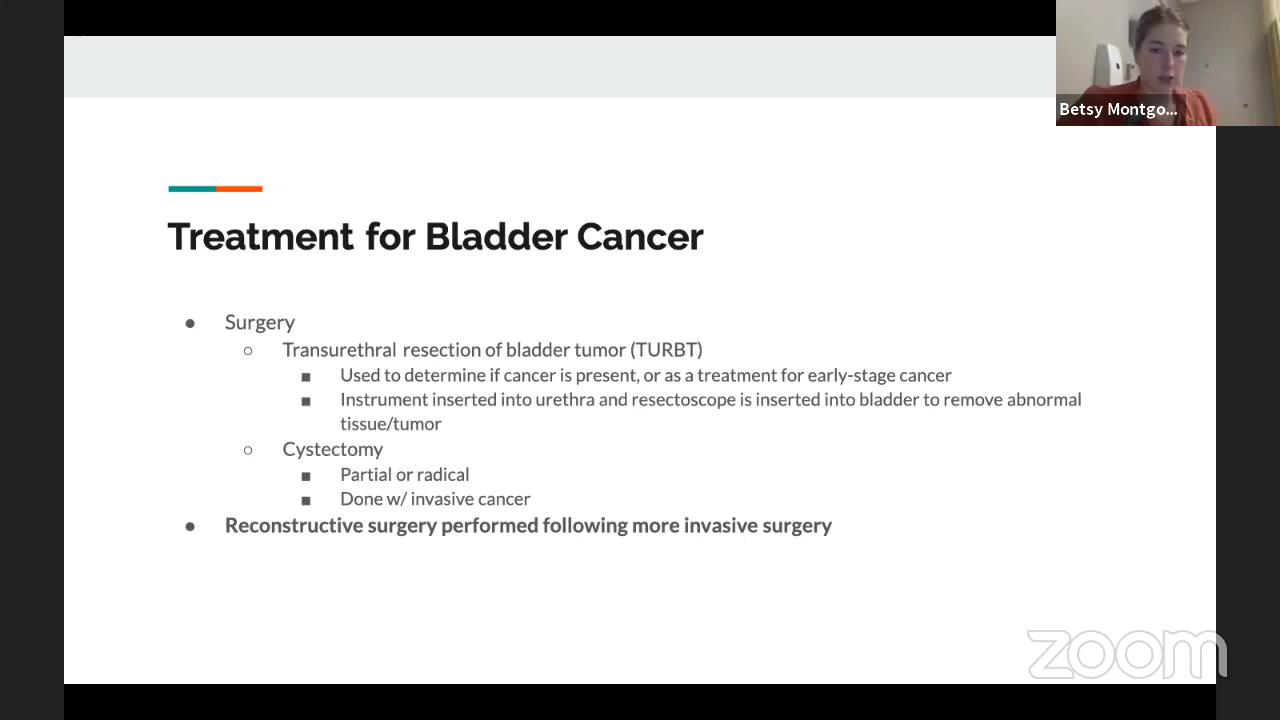 Betsy Montgo...
Treatment for Bladder Cancer
● Surgery
○ Transurethral resection of bladder tumor (TURBT)
■ Used to determine if cancer is present, or as a treatment for early-stage cancer
■ Instrument inserted into urethra and resectoscope is inserted into bladder to remove abnormal
tissue/tumor
○ Cystectomy
■ Partial or radical
■ Done w/ invasive cancer
● Reconstructive surgery performed following more invasive surgery
zoom